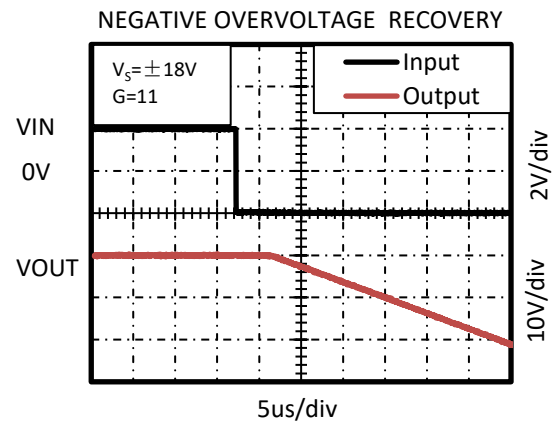 NEGATIVE OVERVOLTAGE RECOVERY
Vₛ=±18V
G=11
Input
Output
VIN
0V
VOUT
2V/div
10V/div
5us/div